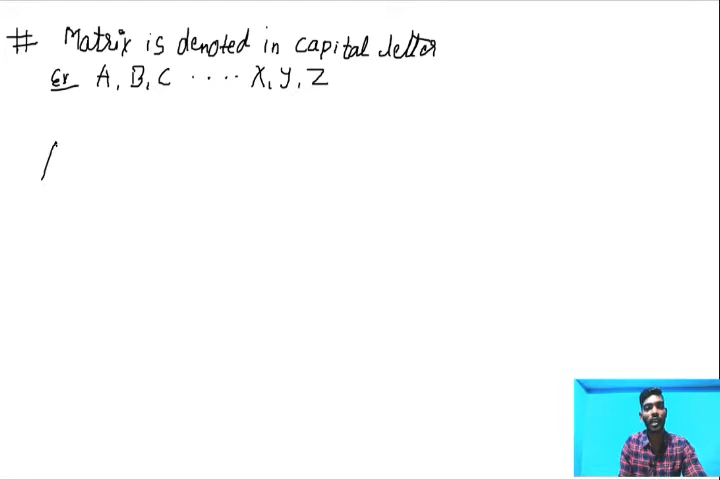 # Matrix is denoted in capital letter
Ex A, B, C ···· X, Y, Z